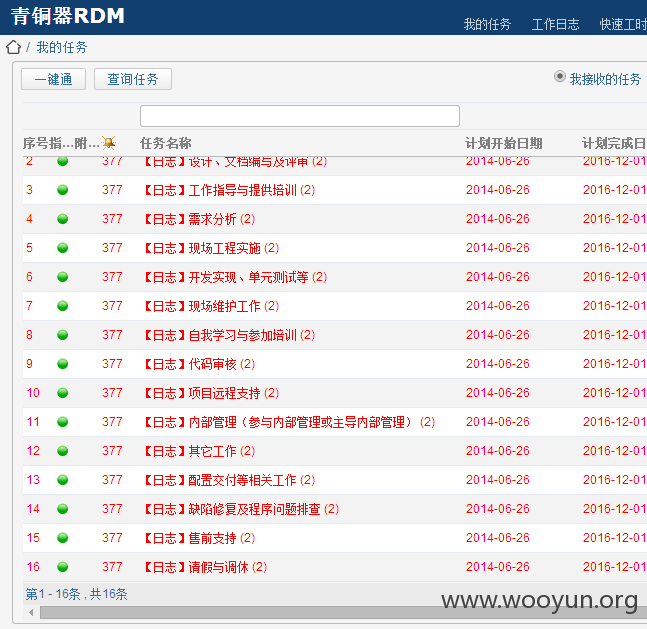 青铜器RDM
我的任务 工作日志 快速工时
/ 我的任务
一键通 查询任务 我接收的任务
序号 指... 附... 任务名称 计划开始日期 计划完成日
2 377 【日志】设计、文档编写及评审 (2) 2014-06-26 2016-12-01
3 377 【日志】工作指导与提供培训 (2) 2014-06-26 2016-12-01
4 377 【日志】需求分析 (2) 2014-06-26 2016-12-01
5 377 【日志】现场工程实施 (2) 2014-06-26 2016-12-01
6 377 【日志】开发实现、单元测试等 (2) 2014-06-26 2016-12-01
7 377 【日志】现场维护工作 (2) 2014-06-26 2016-12-01
8 377 【日志】自我学习与参加培训 (2) 2014-06-26 2016-12-01
9 377 【日志】代码审核 (2) 2014-06-26 2016-12-01
10 377 【日志】项目远程支持 (2) 2014-06-26 2016-12-01
11 377 【日志】内部管理（参与内部管理或主导内部管理） (2) 2014-06-26 2016-12-01
12 377 【日志】其它工作 (2) 2014-06-26 2016-12-01
13 377 【日志】配置交付等相关工作 (2) 2014-06-26 2016-12-01
14 377 【日志】缺陷修复及程序问题排查 (2) 2014-06-26 2016-12-01
15 377 【日志】售前支持 (2) 2014-06-26 2016-12-01
16 377 【日志】请假与调休 (2) 2014-06-26 2016-12-01
第1 - 16条 , 共16条
www.wooyun.org